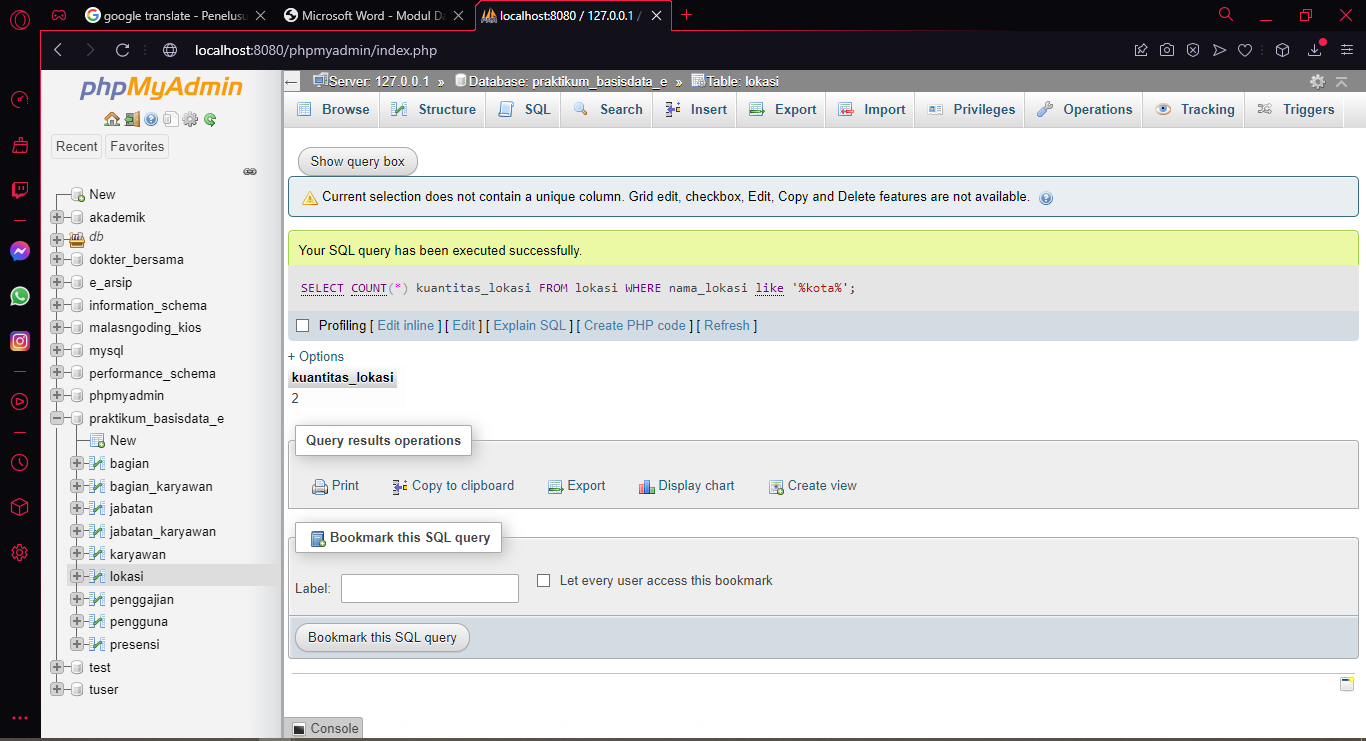 google translate - Penelusu
Microsoft Word - Modul Da
localhost:8080 / 127.0.0.1 /
localhost:8080/phpmyadmin/index.php
phpMyAdmin
Recent
Favorites
New
akademik
db
dokter_bersama
e_arsip
information_schema
malasngoding_kios
mysql
performance_schema
phpmyadmin
praktikum_basisdata_e
New
bagian
bagian_karyawan
jabatan
jabatan_karyawan
karyawan
lokasi
penggajian
pengguna
presensi
test
tuser
Server: 127.0.0.1 » Database: praktikum_basisdata_e » Table: lokasi
Browse Structure SQL Search Insert Export Import Privileges Operations Tracking Triggers
Show query box
Current selection does not contain a unique column. Grid edit, checkbox, Edit, Copy and Delete features are not available.
Your SQL query has been executed successfully.
SELECT COUNT(*) kuantitas_lokasi FROM lokasi WHERE nama_lokasi like '%kota%';
Profiling [ Edit inline ] [ Edit ] [ Explain SQL ] [ Create PHP code ] [ Refresh ]
+ Options
kuantitas_lokasi
2
Query results operations
Print Copy to clipboard Export Display chart Create view
Bookmark this SQL query
Label:
Let every user access this bookmark
Bookmark this SQL query
Console